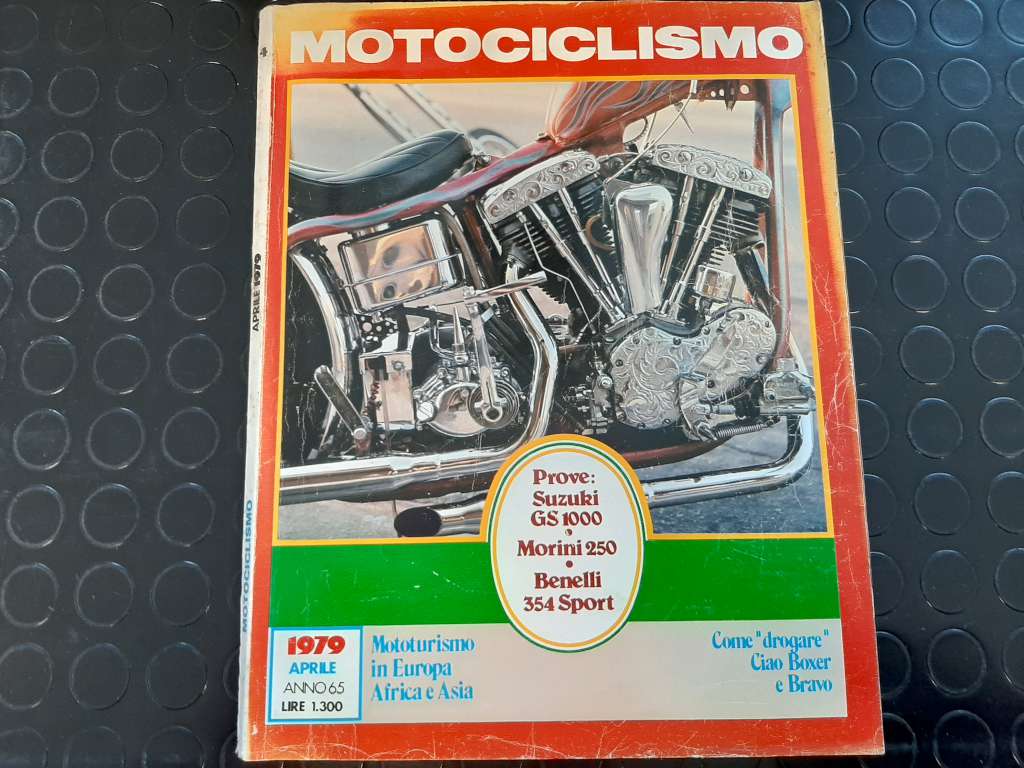 4
MOTOCICLISMO
APRILE 1979
MOTOCICLISMO
Prove:
Suzuki
GS 1000
•
Morini 250
•
Benelli
354 Sport
1979
APRILE
ANNO 65
LIRE 1.300
Mototurismo
in Europa
Africa e Asia
Come "drogare"
Ciao Boxer
e Bravo